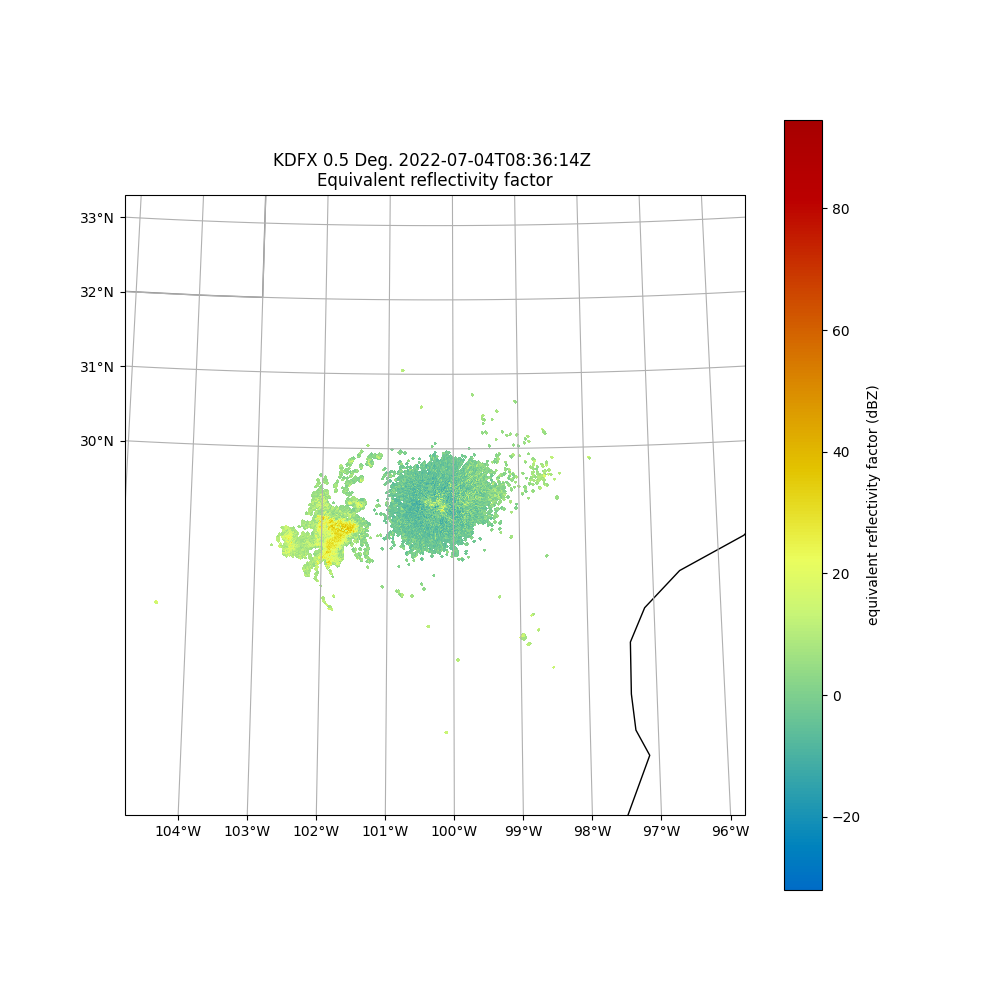 KDFX 0.5 Deg. 2022-07-04T08:36:14Z
Equivalent reflectivity factor
33°N
32°N
31°N
30°N
104°W
103°W
102°W
101°W
100°W
99°W
98°W
97°W
96°W
80
60
40
20
0
−20
equivalent reflectivity factor (dBZ)